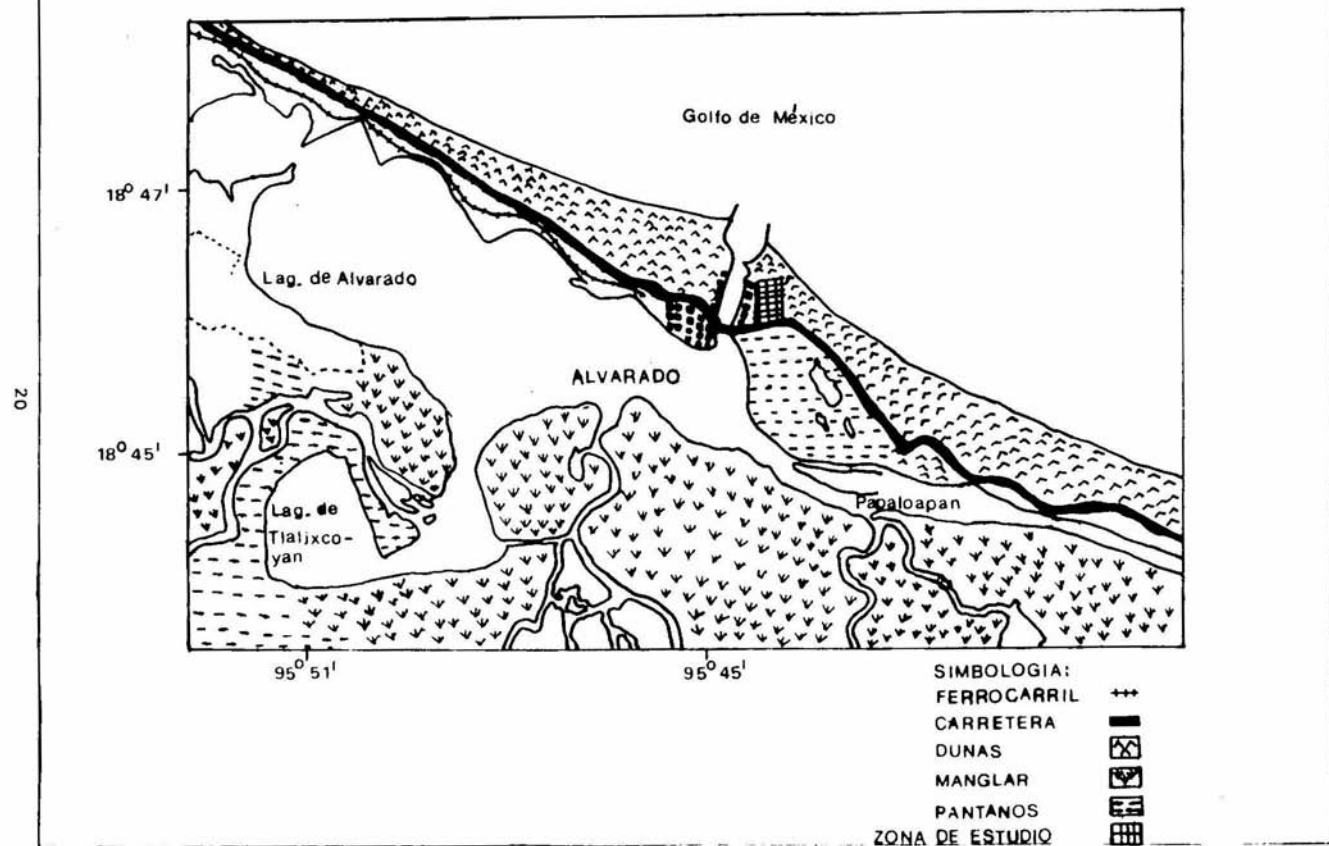 Golfo de México
18° 47'
Lag. de Alvarado
ALVARADO
20
18° 45'
Lag. de
Tlalixco-
yan
Papaloapan
95° 51'
95° 45'
SIMBOLOGIA:
FERROCARRIL
CARRETERA
DUNAS
MANGLAR
PANTANOS
ZONA DE ESTUDIO